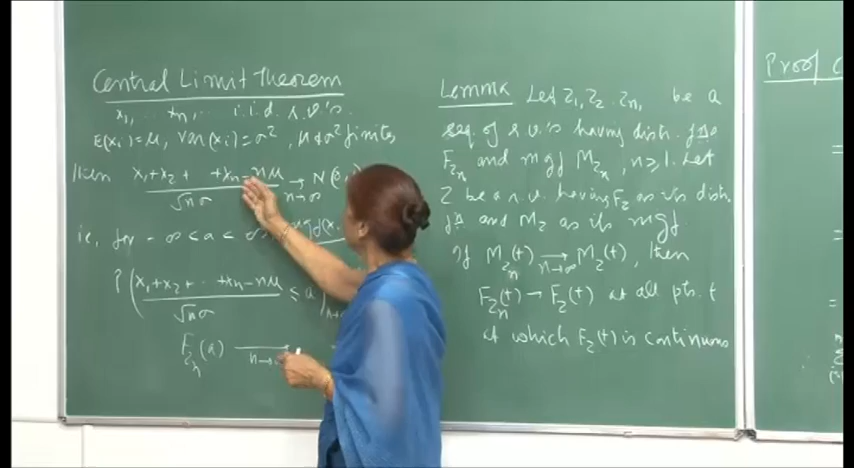 Central Limit Theorem
x₁, .. xₙ, .. i.i.d. r.v's.
E(xᵢ)=μ, Var(xᵢ)=σ², μ & σ² finite,
Then (x₁+x₂+ +xₙ-nμ)/(√n σ) →_{n→∞} N(0,
i.e., for -∞<a<∞,
P( (x₁+x₂+ .. +xₙ-nμ)/(√n σ) ≤ a )
F_{Zₙ}(a) →_{n→
Lemma Let Z₁, Z₂ .. Zₙ, be a
seq. of r.v.'s having dist. f
F_{Zₙ} and mgf M_{Zₙ}, n≥1. Let
Z be a r.v. having F_Z as its dist.
fⁿ and M_Z as its mgf.
If M_{Zₙ}(t) →_{n→∞} M_Z(t), then
F_{Zₙ}(t) → F_Z(t) at all pts. t
at which F_Z(t) is continuous.
Proof